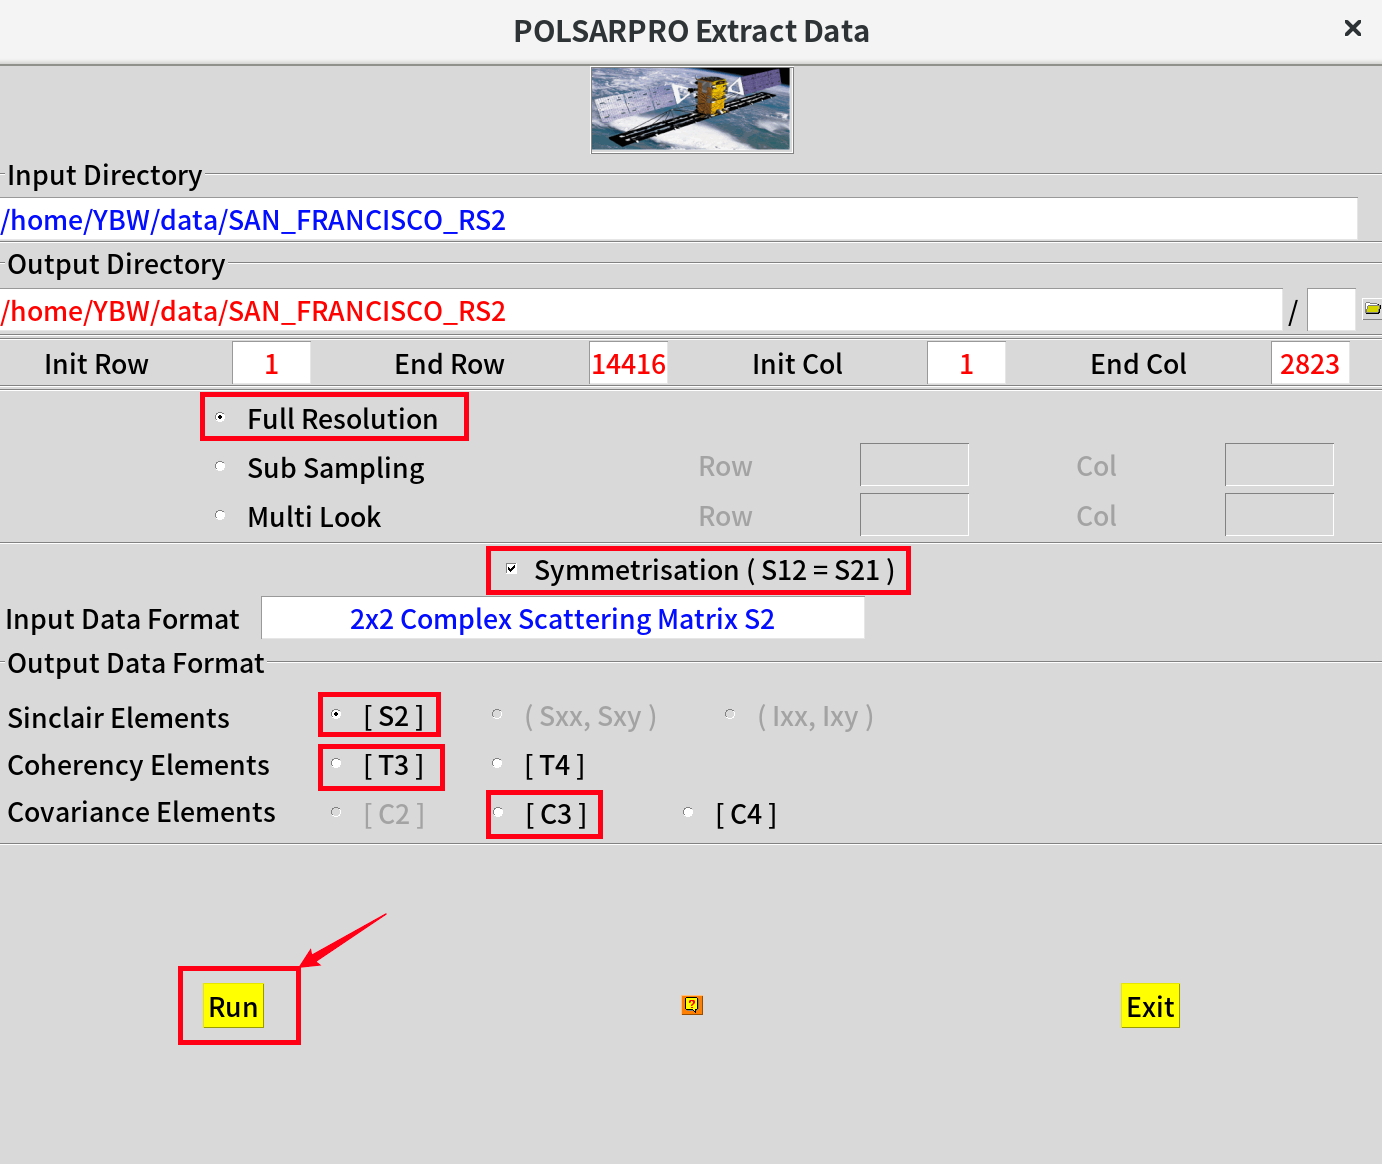 POLSARPRO Extract Data
Input Directory
/home/YBW/data/SAN_FRANCISCO_RS2
Output Directory
/home/YBW/data/SAN_FRANCISCO_RS2 /
Init Row 1 End Row 14416 Init Col 1 End Col 2823
Full Resolution
Sub Sampling Row Col
Multi Look Row Col
Symmetrisation ( S12 = S21 )
Input Data Format 2x2 Complex Scattering Matrix S2
Output Data Format
Sinclair Elements [ S2 ] ( Sxx, Sxy ) ( Ixx, Ixy )
Coherency Elements [ T3 ] [ T4 ]
Covariance Elements [ C2 ] [ C3 ] [ C4 ]
Run ? Exit